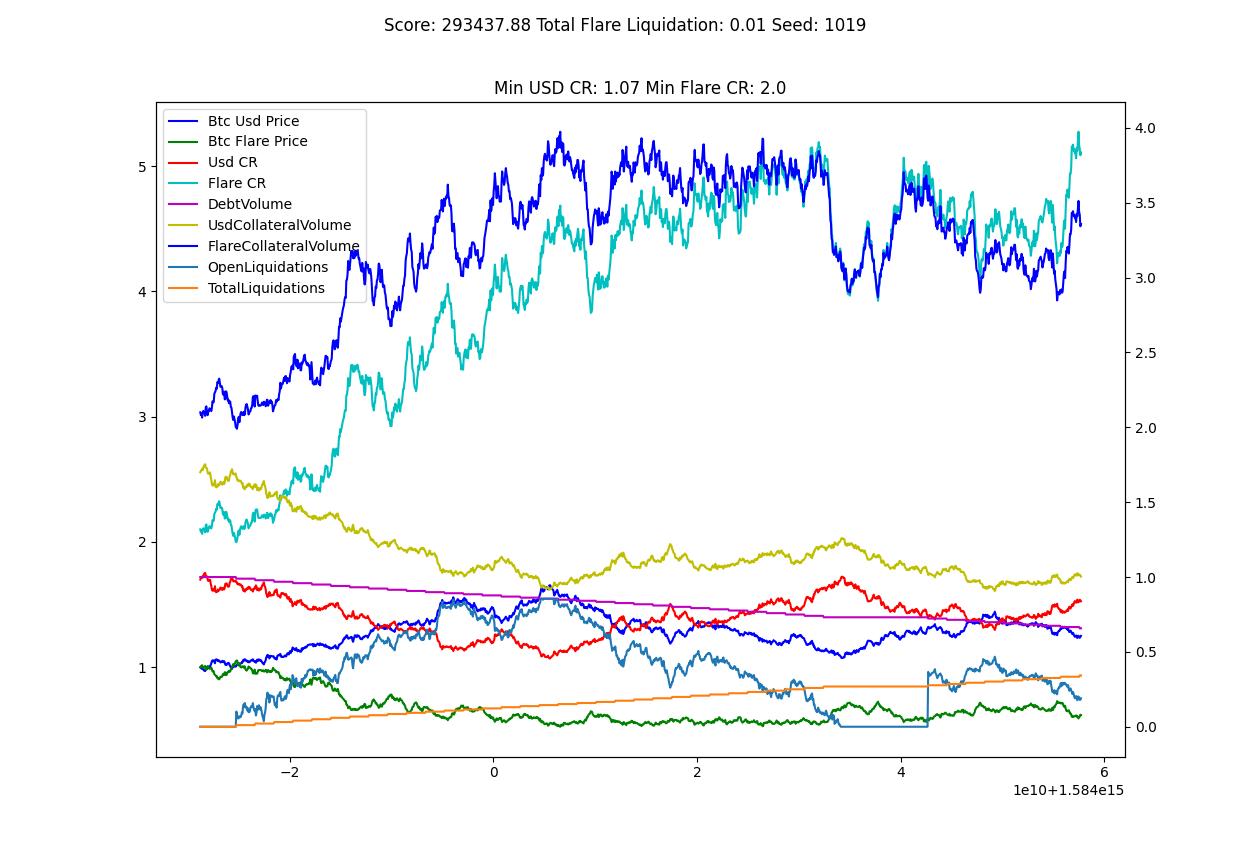 Score: 293437.88 Total Flare Liquidation: 0.01 Seed: 1019
Min USD CR: 1.07 Min Flare CR: 2.0
Btc Usd Price
Btc Flare Price
Usd CR
Flare CR
DebtVolume
UsdCollateralVolume
FlareCollateralVolume
OpenLiquidations
TotalLiquidations
5
4
3
2
1
4.0
3.5
3.0
2.5
2.0
1.5
1.0
0.5
0.0
−2 0 2 4 6
1e10+1.584e15